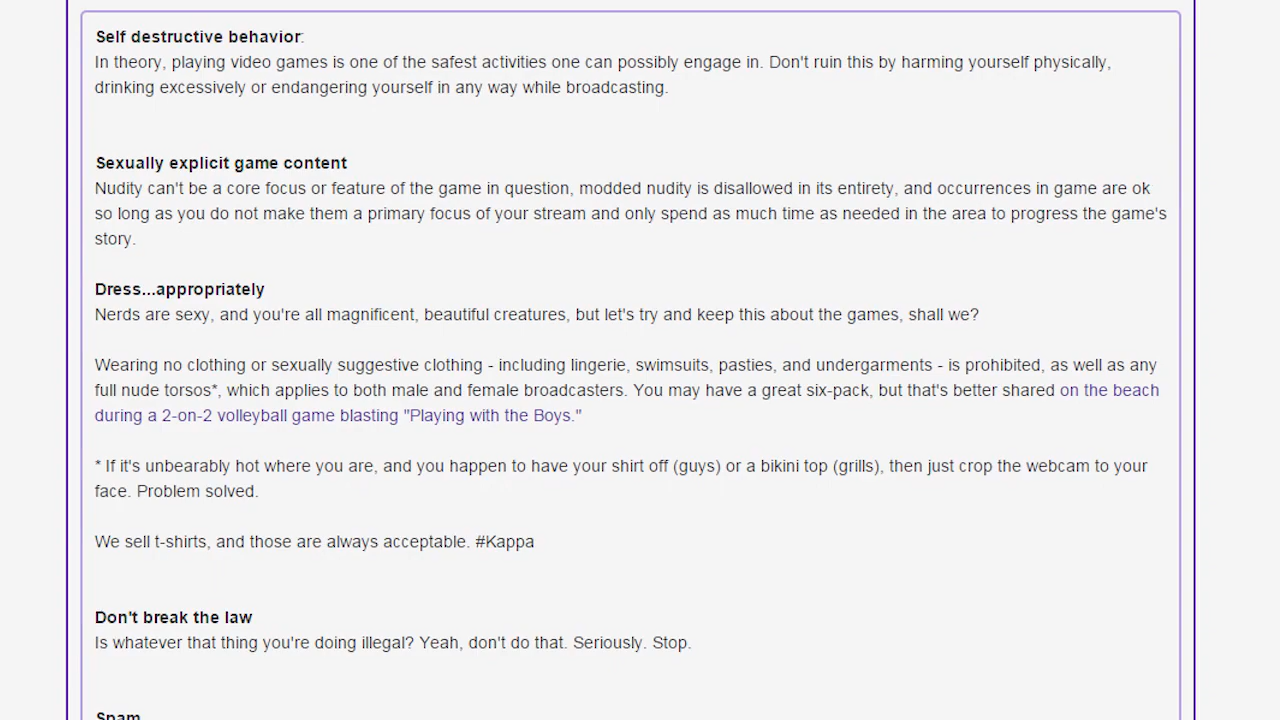 Self destructive behavior:
In theory, playing video games is one of the safest activities one can possibly engage in. Don't ruin this by harming yourself physically,
drinking excessively or endangering yourself in any way while broadcasting.
Sexually explicit game content
Nudity can't be a core focus or feature of the game in question, modded nudity is disallowed in its entirety, and occurrences in game are ok
so long as you do not make them a primary focus of your stream and only spend as much time as needed in the area to progress the game's
story.
Dress...appropriately
Nerds are sexy, and you're all magnificent, beautiful creatures, but let's try and keep this about the games, shall we?
Wearing no clothing or sexually suggestive clothing - including lingerie, swimsuits, pasties, and undergarments - is prohibited, as well as any
full nude torsos*, which applies to both male and female broadcasters. You may have a great six-pack, but that's better shared on the beach
during a 2-on-2 volleyball game blasting "Playing with the Boys."
* If it's unbearably hot where you are, and you happen to have your shirt off (guys) or a bikini top (grills), then just crop the webcam to your
face. Problem solved.
We sell t-shirts, and those are always acceptable. #Kappa
Don't break the law
Is whatever that thing you're doing illegal? Yeah, don't do that. Seriously. Stop.
Spam